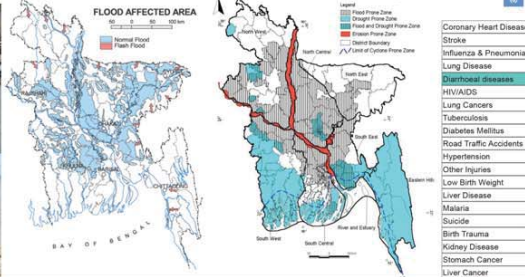 FLOOD AFFECTED AREA
Normal Flood
Flash Flood
BAY OF BENGAL
Legend
Flood Prone Zone
Drought Prone Zone
Flood and Drought Prone Zone
Erosion Prone Zone
District Boundary
Limit of Cyclone Prone Zone
North West
North Central
North East
South East
Eastern Hill
River and Estuary
South West
South Central
Coronary Heart Disease
Stroke
Influenza & Pneumonia
Lung Disease
Diarrhoeal diseases
HIV/AIDS
Lung Cancers
Tuberculosis
Diabetes Mellitus
Road Traffic Accidents
Hypertension
Other Injuries
Low Birth Weight
Liver Disease
Malaria
Suicide
Birth Trauma
Kidney Disease
Stomach Cancer
Liver Cancer